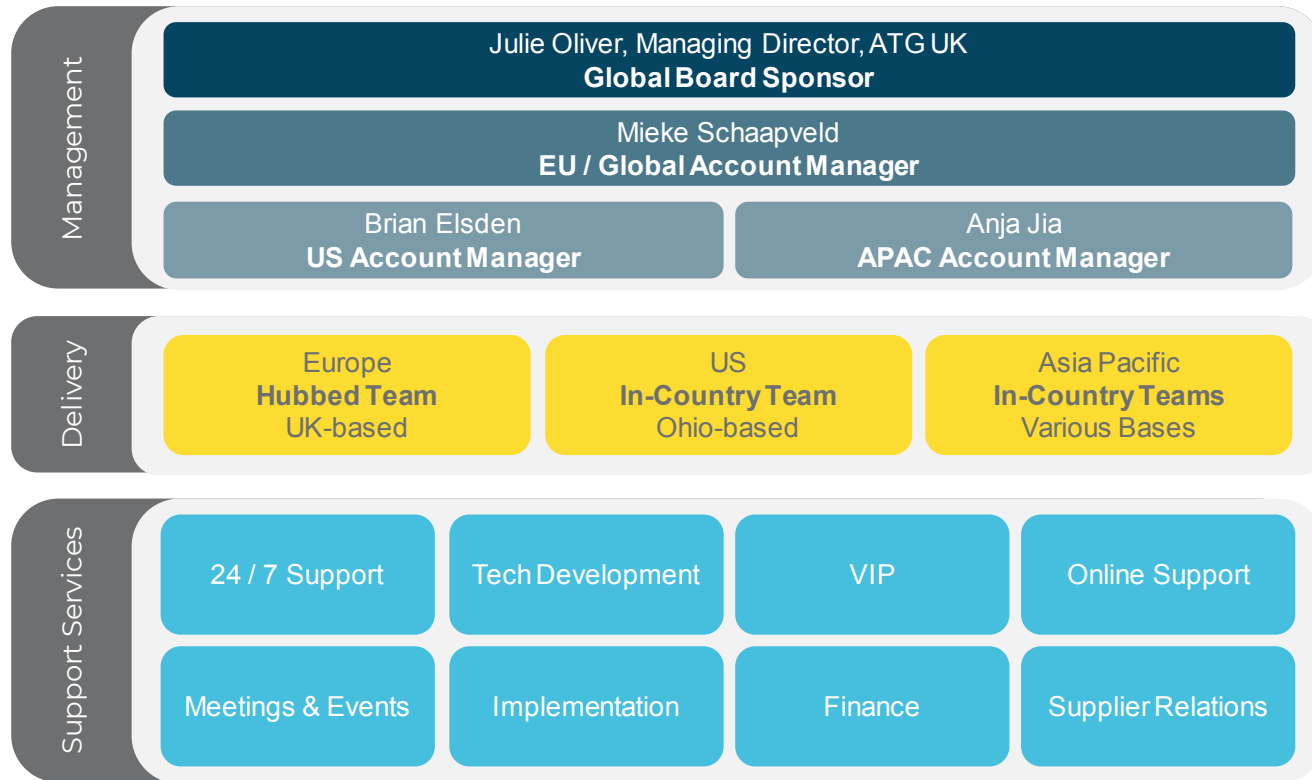 Management
Julie Oliver, Managing Director, ATG UK
Global Board Sponsor
Mieke Schaapveld
EU / Global Account Manager
Brian Elsden
US Account Manager
Anja Jia
APAC Account Manager
Delivery
Europe
Hubbed Team
UK-based
US
In-Country Team
Ohio-based
Asia Pacific
In-Country Teams
Various Bases
Support Services
24 / 7 Support
Tech Development
VIP
Online Support
Meetings & Events
Implementation
Finance
Supplier Relations